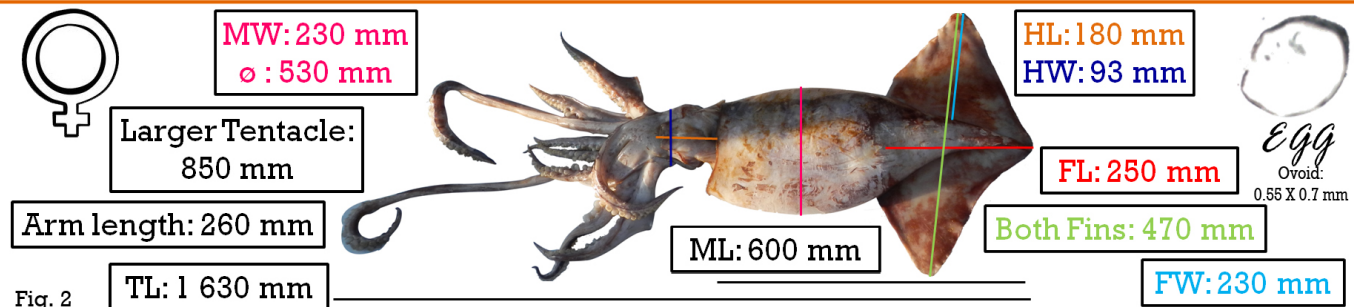 MW: 230 mm
ø : 530 mm
HL: 180 mm
HW: 93 mm
Larger Tentacle:
850 mm
EGG
Ovoid:
0.55 X 0.7 mm
FL: 250 mm
Arm length: 260 mm
Both Fins: 470 mm
ML: 600 mm
FW: 230 mm
TL: 1 630 mm
Fig. 2